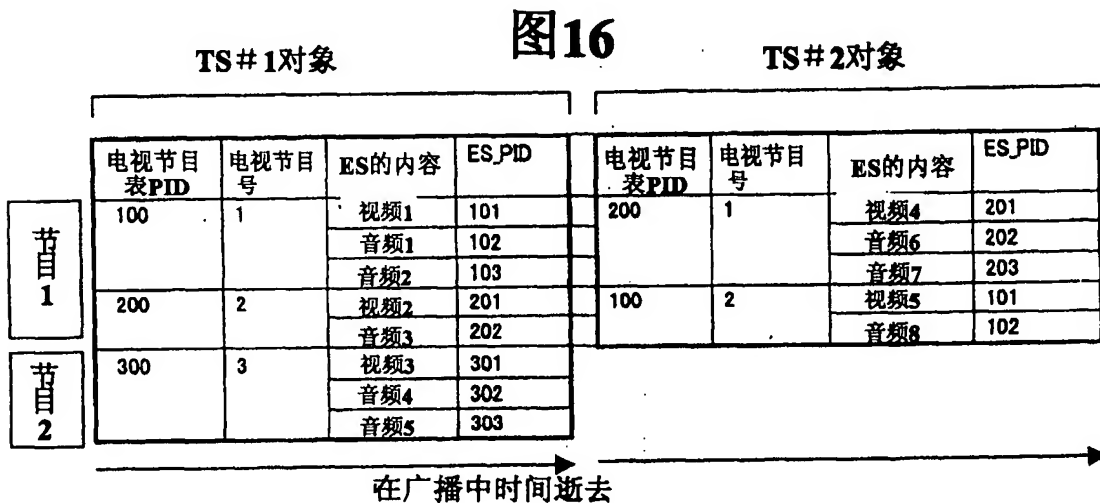 图16
TS#1对象
TS#2对象
电视节目表PID 电视节目号 ES的内容 ES_PID 电视节目表PID 电视节目号 ES的内容 ES_PID
节目1
100 1 视频1 101 200 1 视频4 201
音频1 102 音频6 202
音频2 103 音频7 203
200 2 视频2 201 100 2 视频5 101
音频3 202 音频8 102
节目2
300 3 视频3 301
音频4 302
音频5 303
在广播中时间逝去